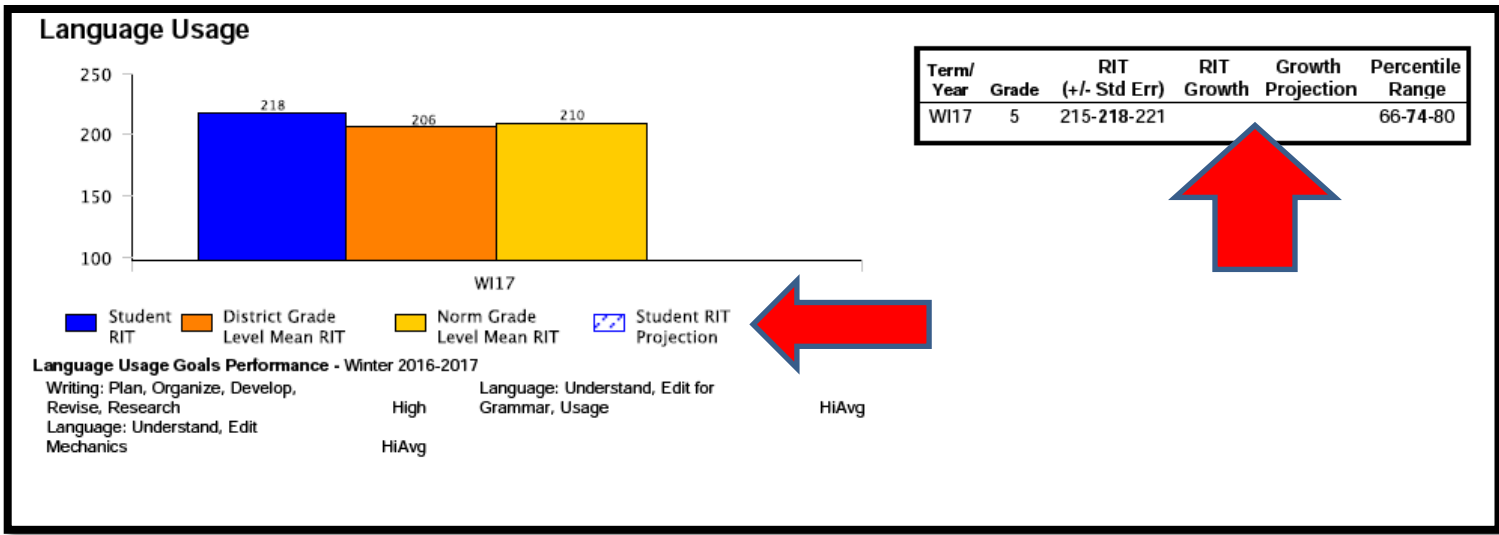 Language Usage
250
200
150
100
218
206
210
WI17
Student RIT
District Grade Level Mean RIT
Norm Grade Level Mean RIT
Student RIT Projection
Term/ Year Grade RIT (+/- Std Err) RIT Growth Growth Projection Percentile Range
WI17 5 215-218-221 66-74-80
Language Usage Goals Performance - Winter 2016-2017
Writing: Plan, Organize, Develop,
Revise, Research High
Language: Understand, Edit
Mechanics HiAvg
Language: Understand, Edit for
Grammar, Usage HiAvg